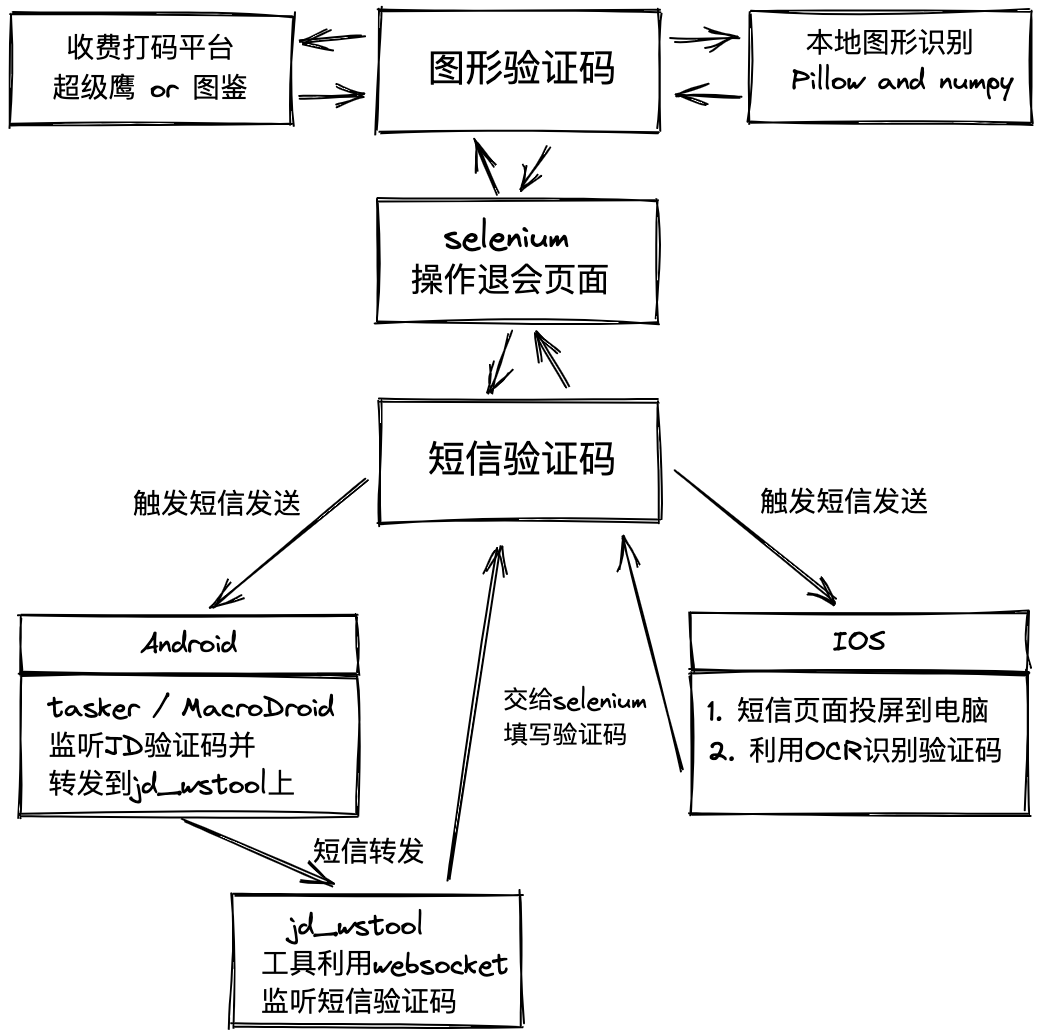 收费打码平台
超级鹰 or 图鉴
图形验证码
本地图形识别
Pillow and numpy
selenium
操作退会页面
短信验证码
触发短信发送
触发短信发送
Android
tasker / MacroDroid
监听JD验证码并
转发到jd_wstool上
IOS
1. 短信页面投屏到电脑
2. 利用OCR识别验证码
交给selenium
填写验证码
短信转发
jd_wstool
工具利用websocket
监听短信验证码